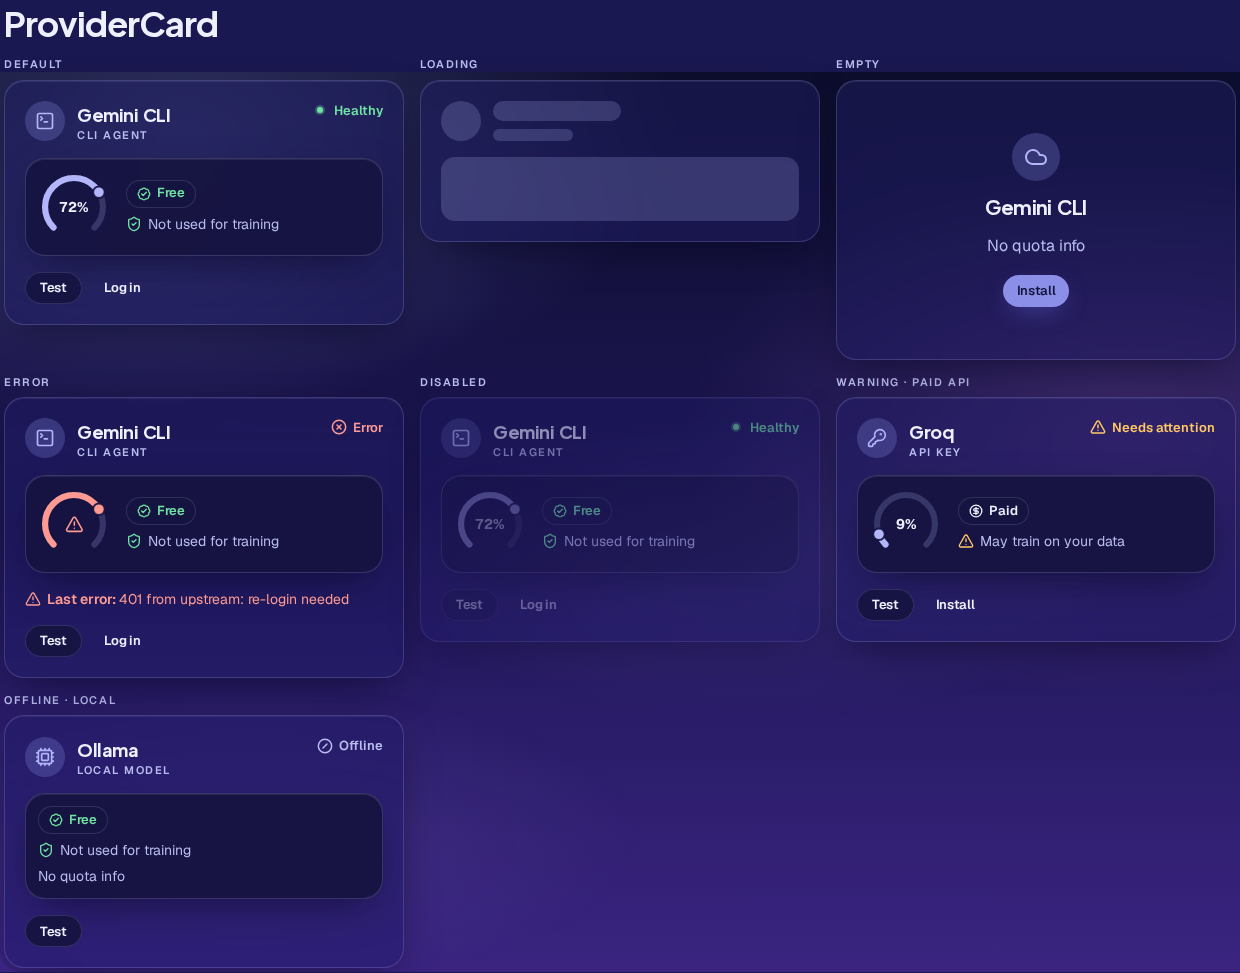 ProviderCard
DEFAULT
LOADING
EMPTY
Gemini CLI
CLI AGENT
Healthy
72%
Free
Not used for training
Test
Log in
Gemini CLI
No quota info
Install
ERROR
DISABLED
WARNING · PAID API
Gemini CLI
CLI AGENT
Error
Free
Not used for training
Last error: 401 from upstream: re-login needed
Test
Log in
Gemini CLI
CLI AGENT
Healthy
72%
Free
Not used for training
Test
Log in
Groq
API KEY
Needs attention
9%
Paid
May train on your data
Test
Install
OFFLINE · LOCAL
Ollama
LOCAL MODEL
Offline
Free
Not used for training
No quota info
Test